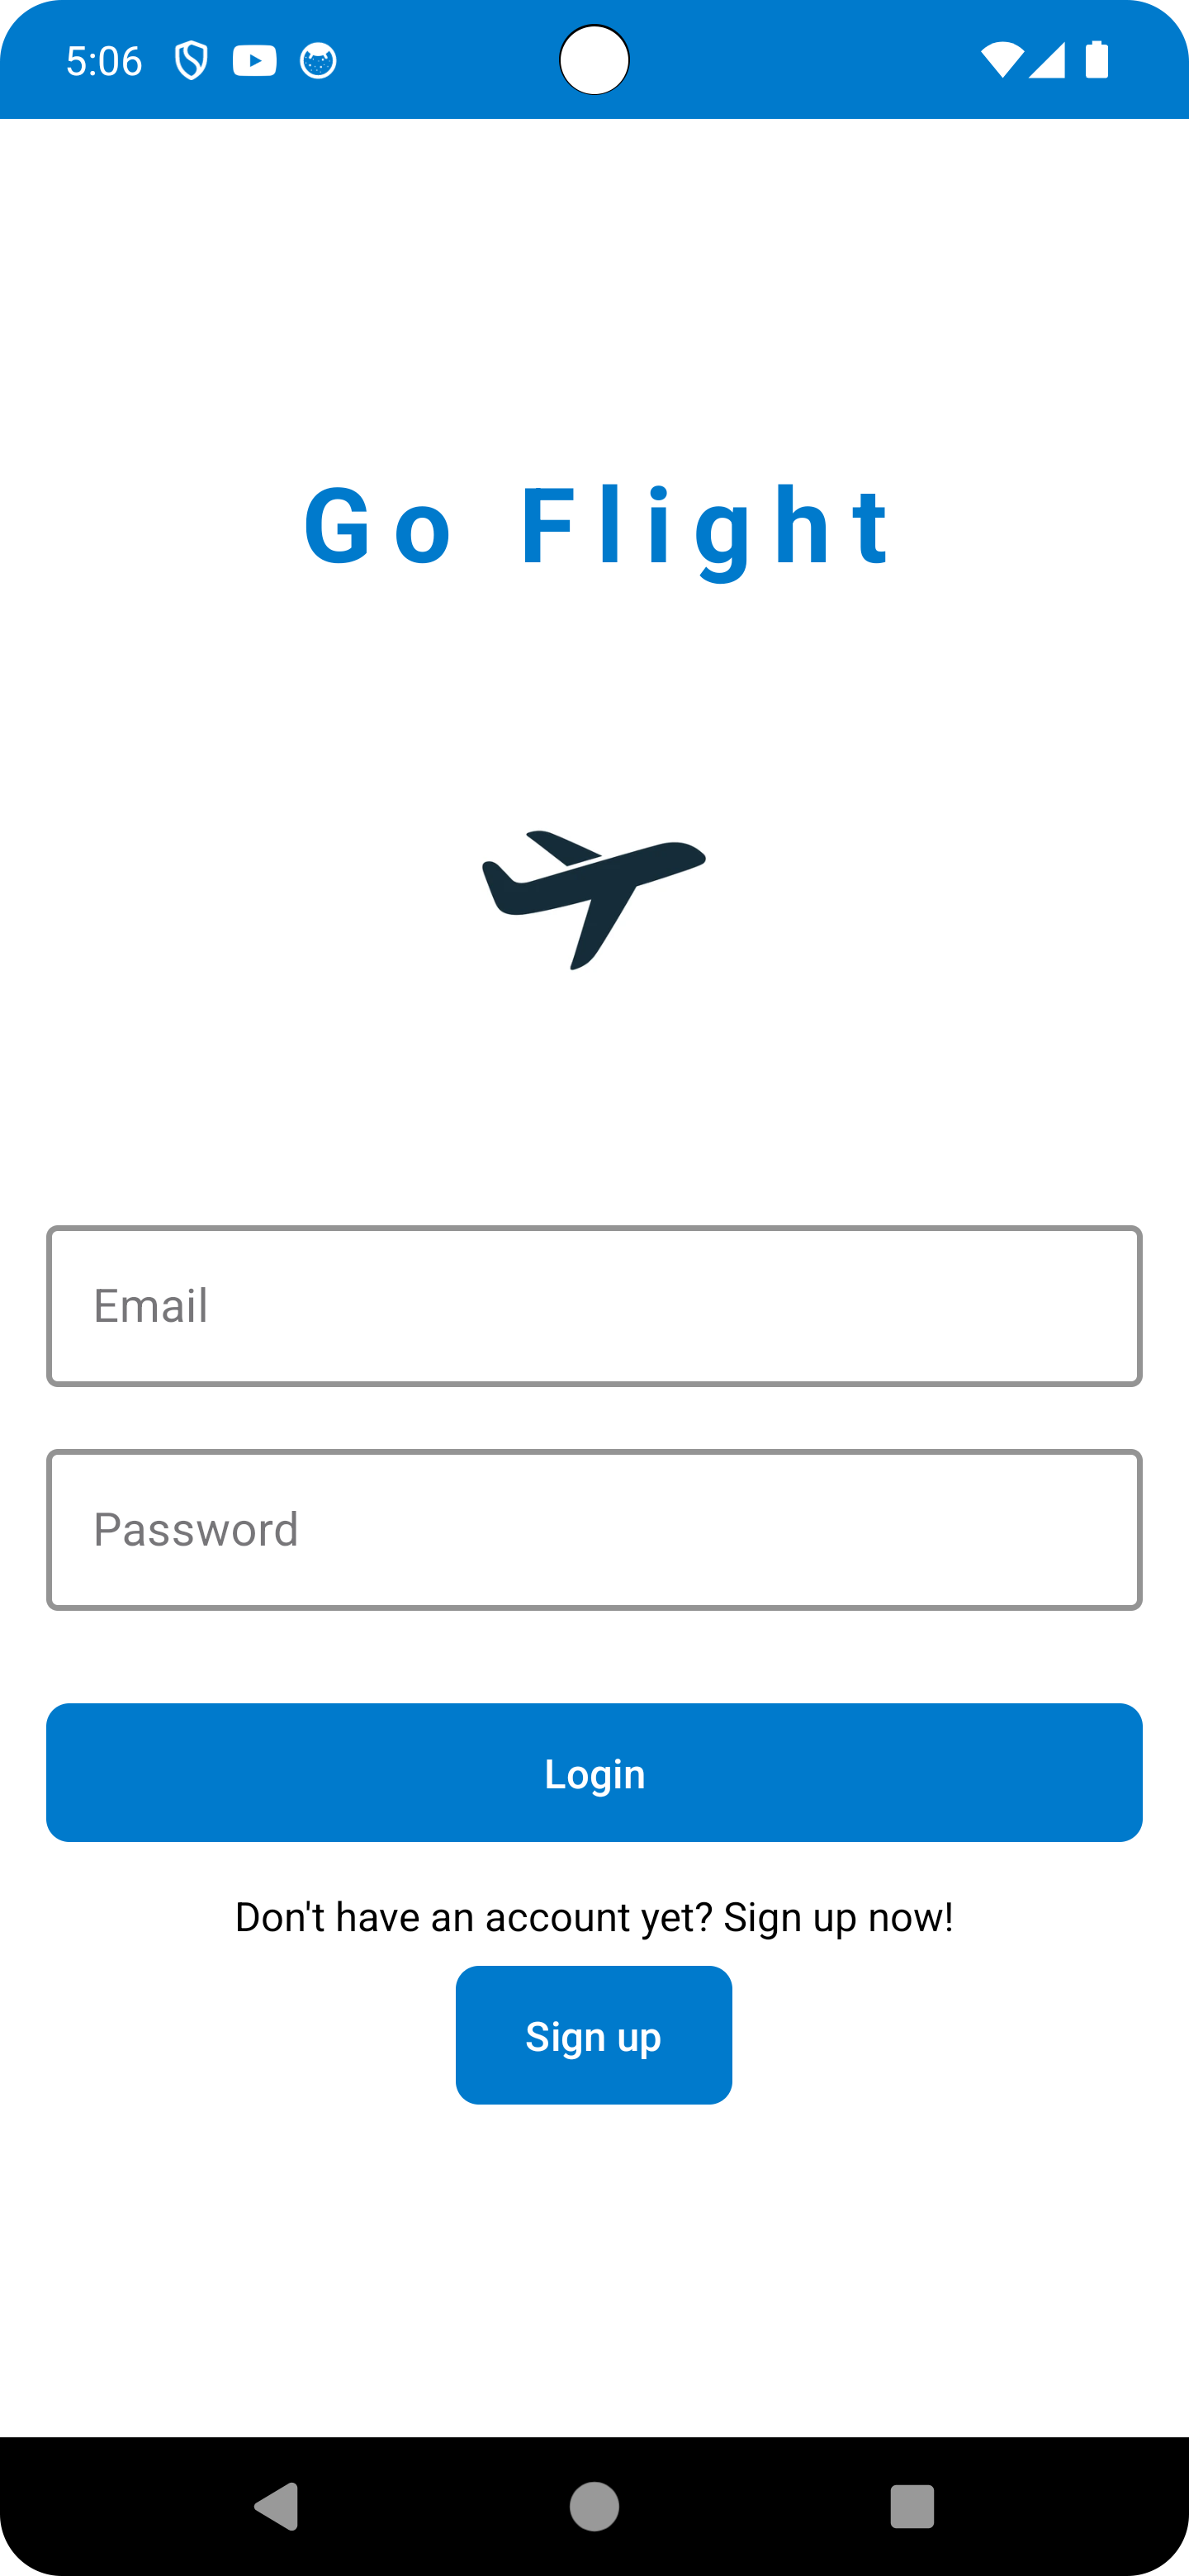 5:06
Go Flight
Email
Password
Login
Don't have an account yet? Sign up now!
Sign up